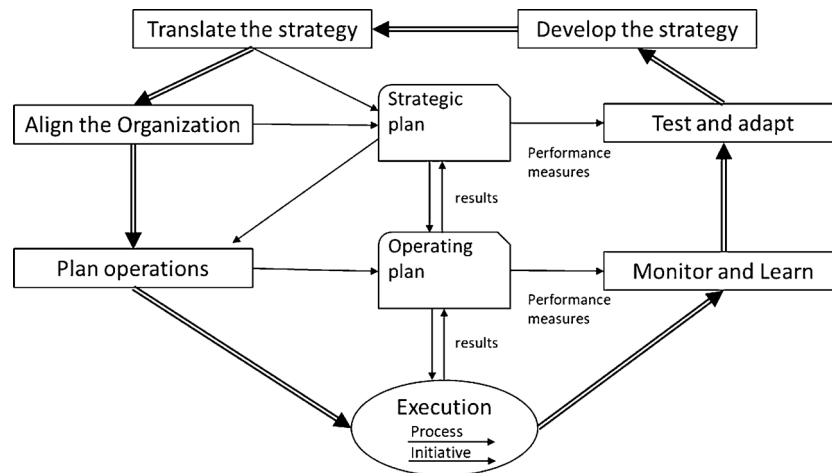 Translate the strategy
Develop the strategy
Align the Organization
Strategic
plan
Test and adapt
Performance
measures
results
Plan operations
Operating
plan
Monitor and Learn
Performance
measures
results
Execution
Process
Initiative